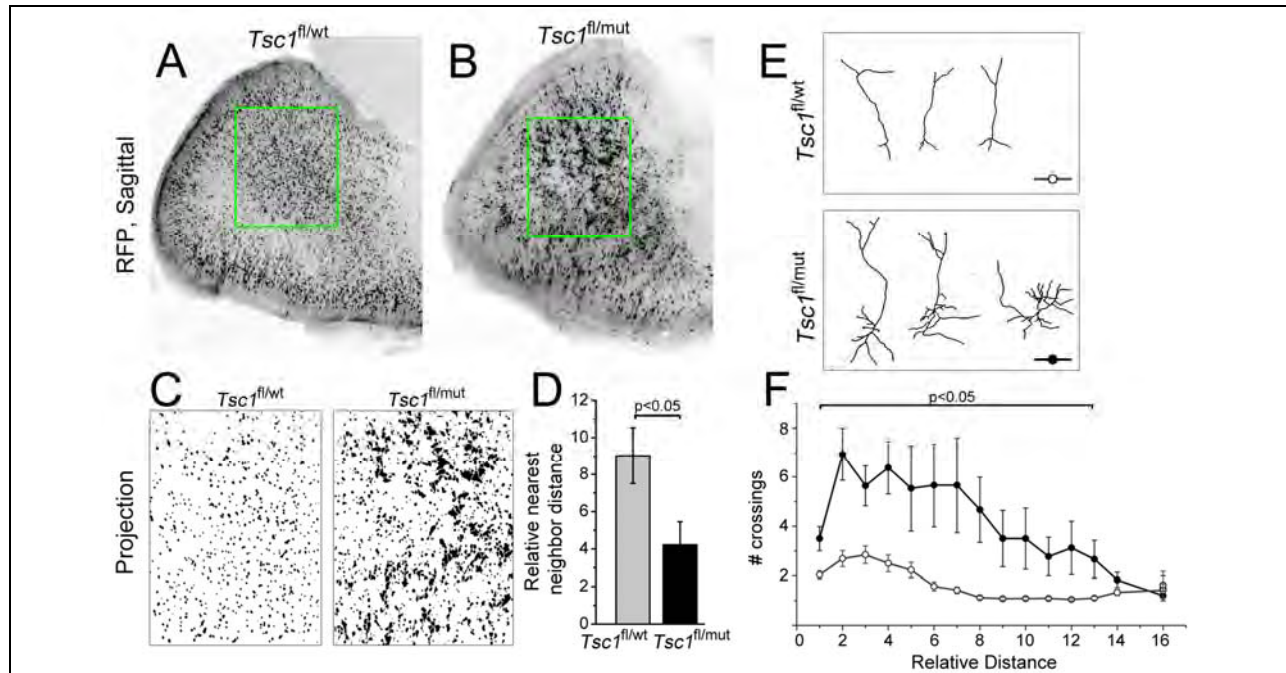 Tsc1fl/wt
Tsc1fl/mut
A
B
RFP, Sagittal
C
Tsc1fl/wt
Tsc1fl/mut
Projection
D
Relative nearest
neighbor distance
12
10
8
6
4
2
0
p<0.05
Tsc1fl/wt
Tsc1fl/mut
E
Tsc1fl/wt
Tsc1fl/mut
F
p<0.05
# crossings
8
6
4
2
0
2
4
6
8
10
12
14
16
Relative Distance